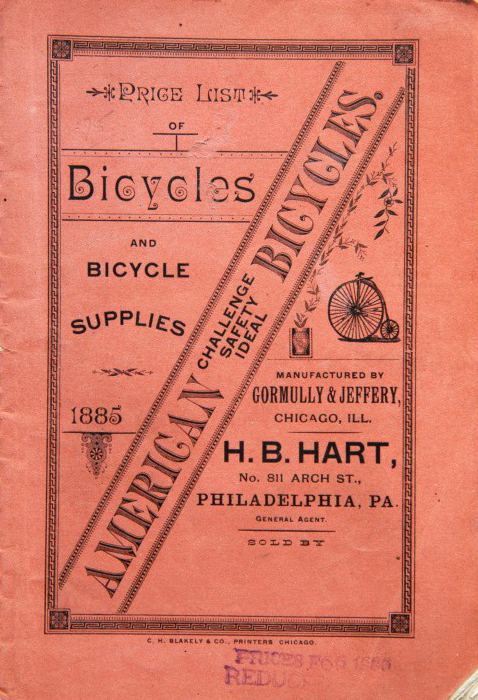 PRICE LIST
OF
Bicycles
AND
BICYCLE
SUPPLIES
1885
AMERICAN CHALLENGE SAFETY IDEAL BICYCLES.
MANUFACTURED BY
GORMULLY & JEFFERY,
CHICAGO, ILL.
H. B. HART,
No. 811 ARCH ST.,
PHILADELPHIA, PA.
GENERAL AGENT.
SOLD BY
C. H. BLAKELY & CO., PRINTERS CHICAGO.
PRICES
REDUC